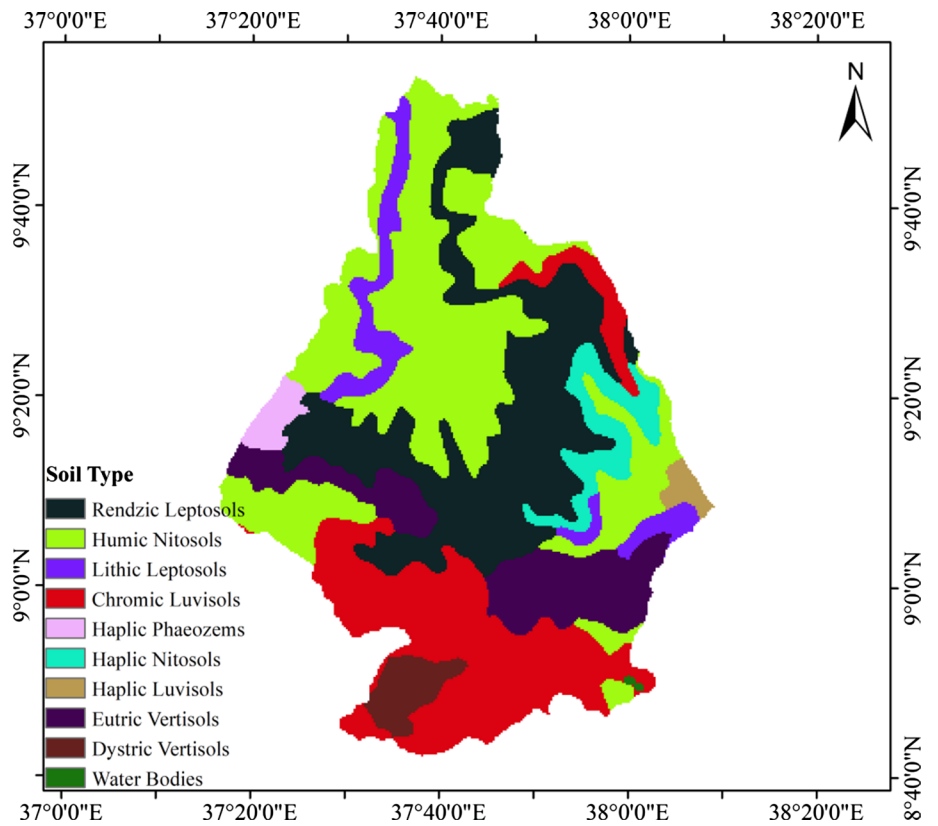 37°0'0"E 37°20'0"E 37°40'0"E 38°0'0"E 38°20'0"E
N
9°40'0"N
9°40'0"N
9°20'0"N
9°20'0"N
9°0'0"N
9°0'0"N
8°40'0"N
Soil Type
Rendzic Leptosols
Humic Nitosols
Lithic Leptosols
Chromic Luvisols
Haplic Phaeozems
Haplic Nitosols
Haplic Luvisols
Eutric Vertisols
Dystric Vertisols
Water Bodies
37°0'0"E 37°20'0"E 37°40'0"E 38°0'0"E 38°20'0"E